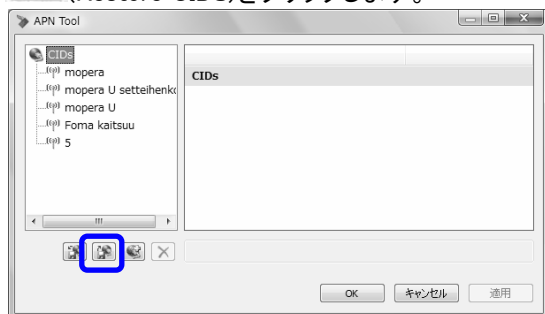 (Restore CIDs)をクリックします。
APN Tool
CIDs
mopera
mopera U setteihenk
mopera U
Foma kaitsuu
5
CIDs
OK
キャンセル
適用